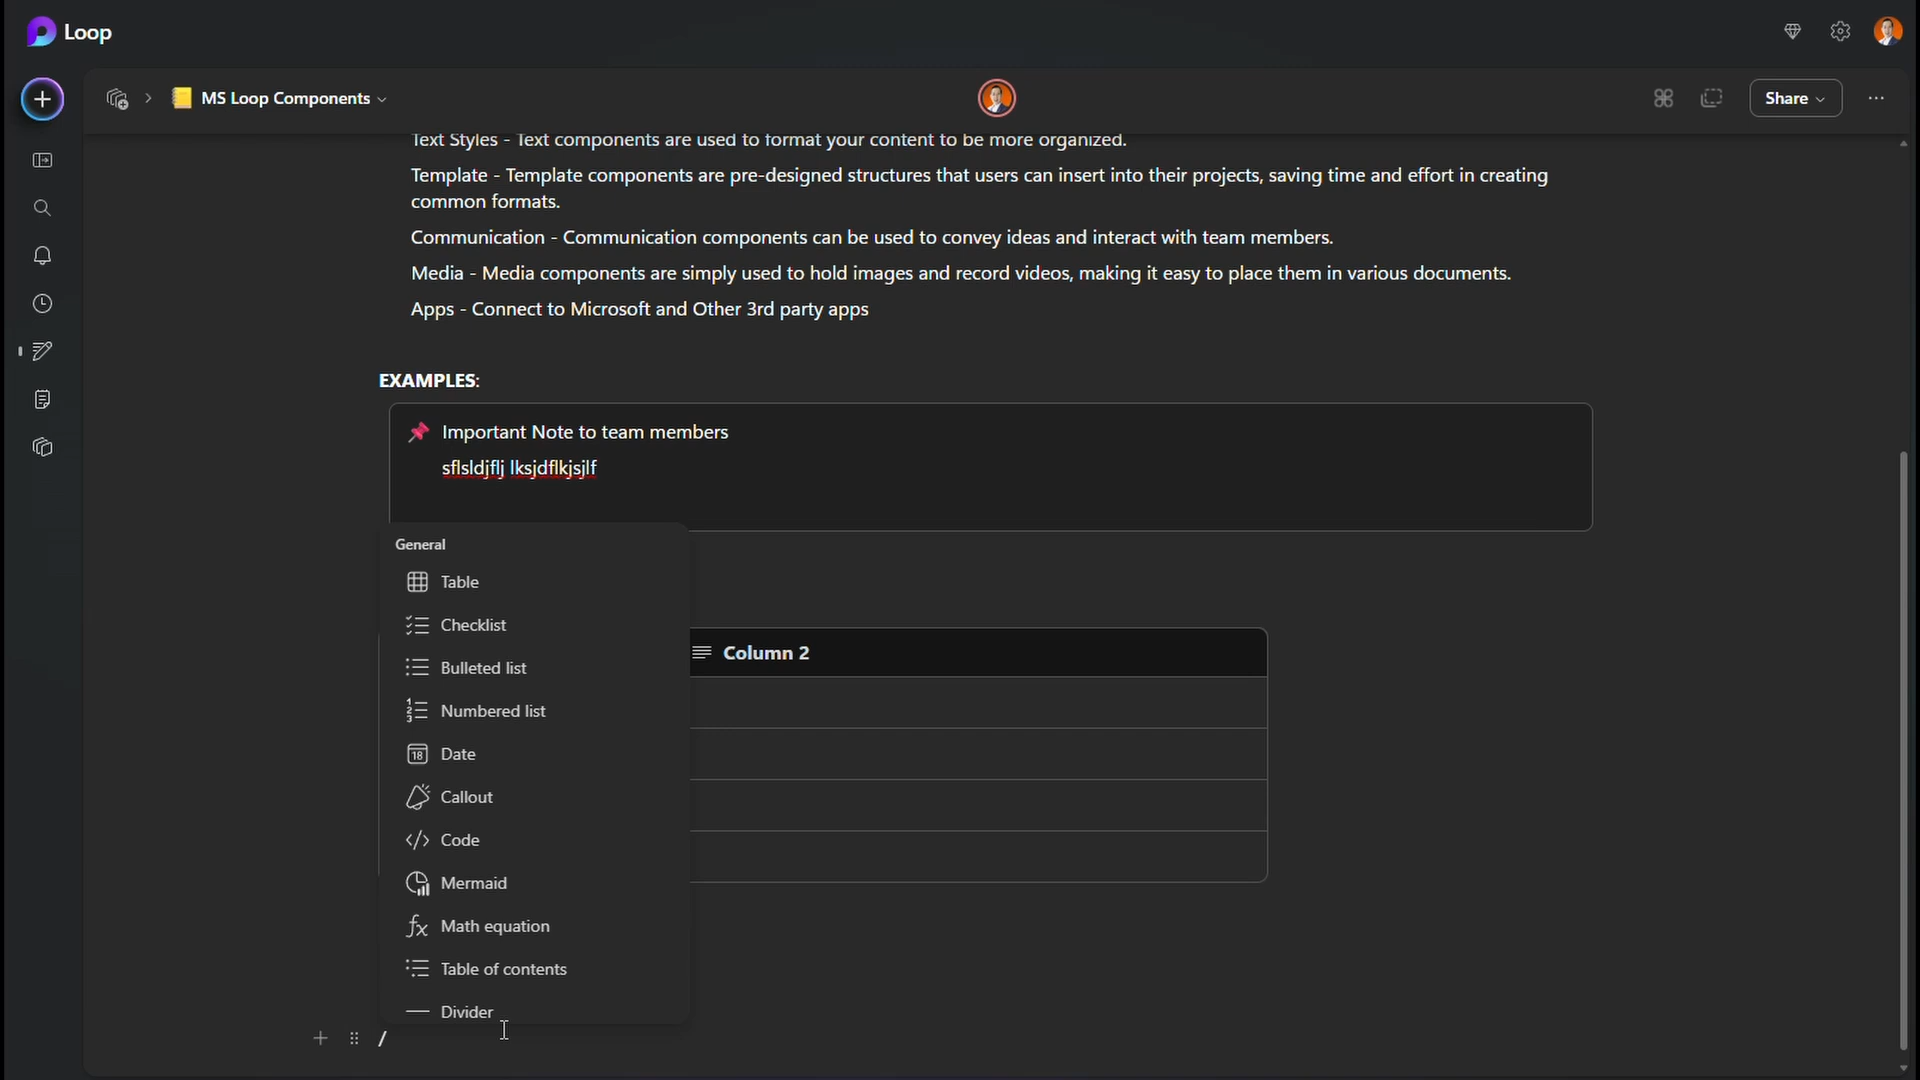 Loop
MS Loop Components
Share
Text Styles - Text components are used to format your content to be more organized.
Template - Template components are pre-designed structures that users can insert into their projects, saving time and effort in creating
common formats.
Communication - Communication components can be used to convey ideas and interact with team members.
Media - Media components are simply used to hold images and record videos, making it easy to place them in various documents.
Apps - Connect to Microsoft and Other 3rd party apps
EXAMPLES:
Important Note to team members
sflsldjflj lksjdflkjsjlf
General
Table
Checklist
Bulleted list
Numbered list
Date
Callout
Code
Mermaid
Math equation
Table of contents
Divider
Column 2
/